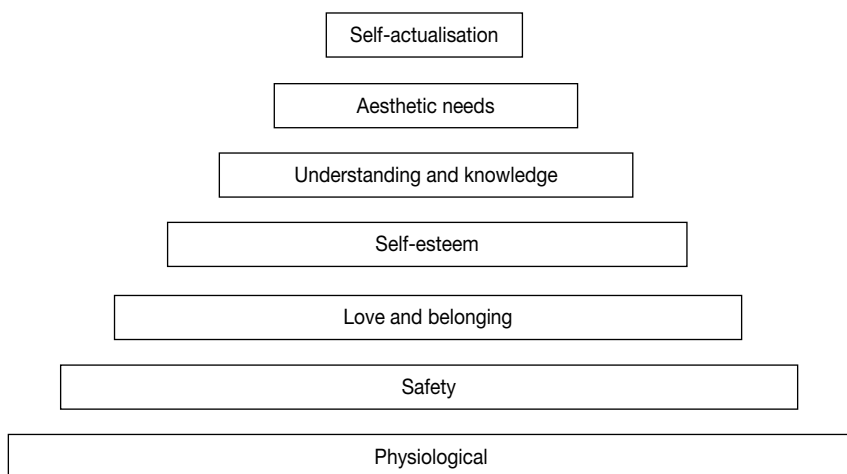 Self-actualisation
Aesthetic needs
Understanding and knowledge
Self-esteem
Love and belonging
Safety
Physiological